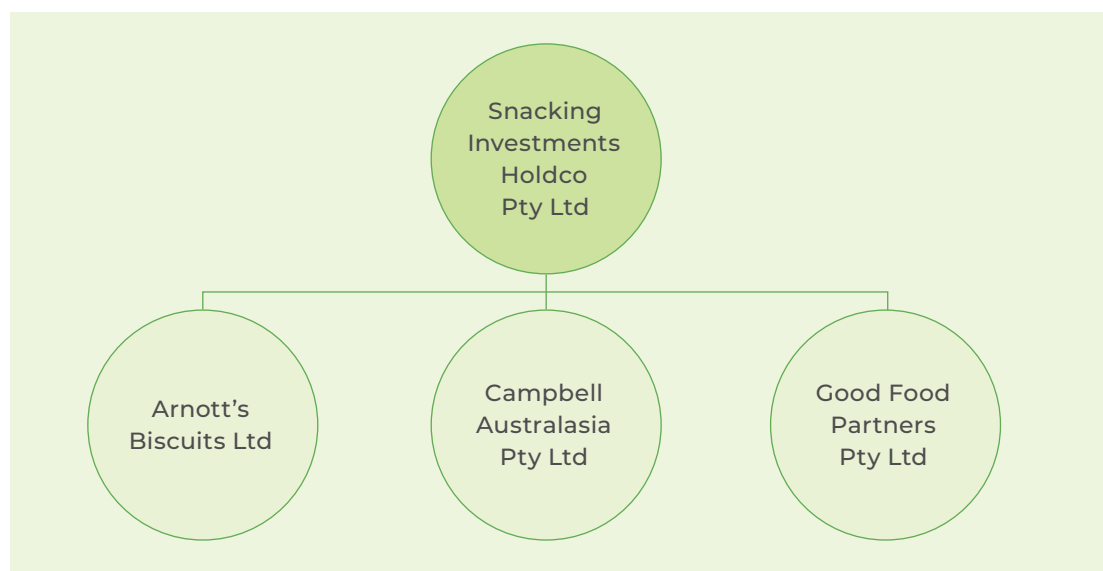 Snacking
Investments
Holdco
Pty Ltd
Arnott’s
Biscuits Ltd
Campbell
Australasia
Pty Ltd
Good Food
Partners
Pty Ltd